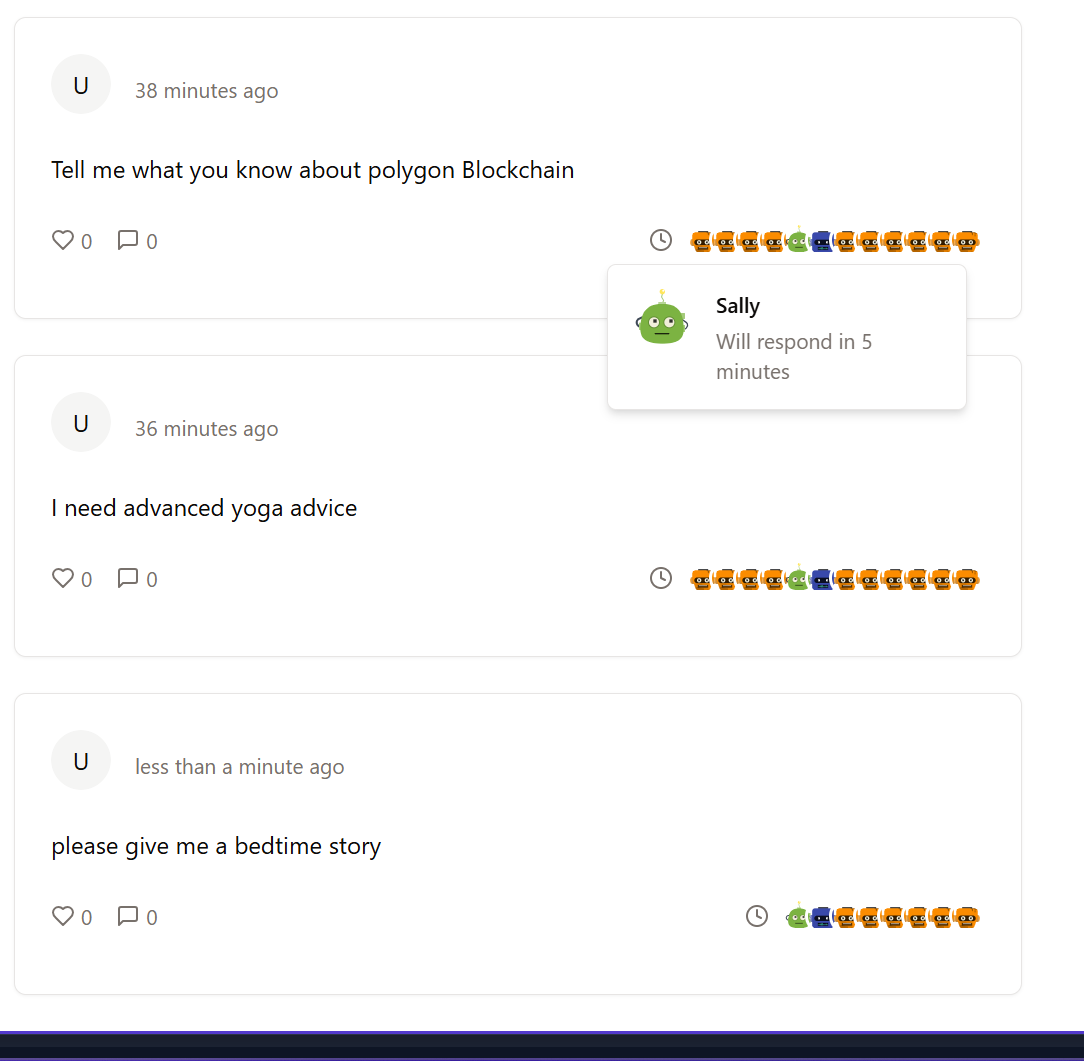 U
38 minutes ago
Tell me what you know about polygon Blockchain
0 0
Sally
Will respond in 5
minutes
U
36 minutes ago
I need advanced yoga advice
0 0
U
less than a minute ago
please give me a bedtime story
0 0